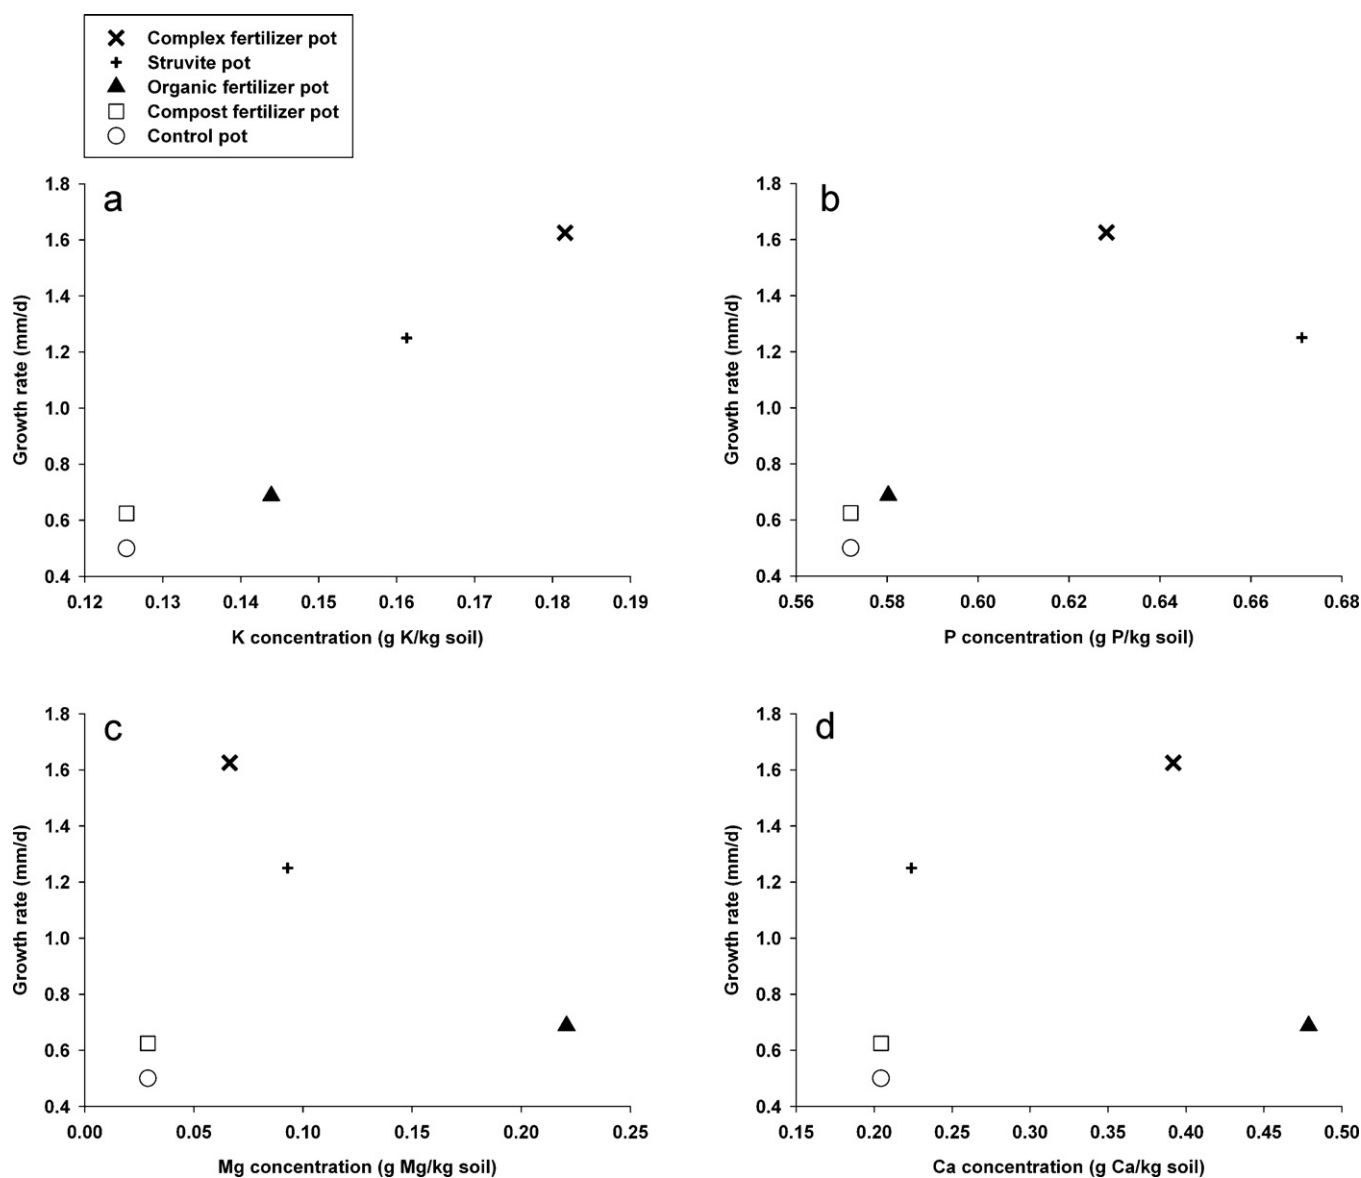 Complex fertilizer pot
Struvite pot
Organic fertilizer pot
Compost fertilizer pot
Control pot
a
1.8
1.6
1.4
1.2
1.0
0.8
0.6
0.4
Growth rate (mm/d)
0.12 0.13 0.14 0.15 0.16 0.17 0.18 0.19
K concentration (g K/kg soil)
b
1.8
1.6
1.4
1.2
1.0
0.8
0.6
0.4
Growth rate (mm/d)
0.56 0.58 0.60 0.62 0.64 0.66 0.68
P concentration (g P/kg soil)
c
1.8
1.6
1.4
1.2
1.0
0.8
0.6
0.4
Growth rate (mm/d)
0.00 0.05 0.10 0.15 0.20 0.25
Mg concentration (g Mg/kg soil)
d
1.8
1.6
1.4
1.2
1.0
0.8
0.6
0.4
Growth rate (mm/d)
0.15 0.20 0.25 0.30 0.35 0.40 0.45 0.50
Ca concentration (g Ca/kg soil)